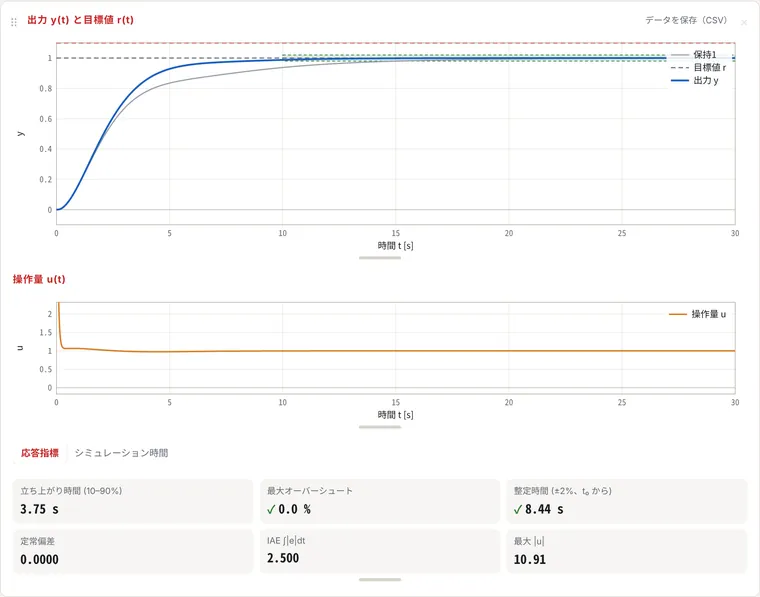 出力 y(t) と目標値 r(t)
データを保存（CSV）
保持1
目標値 r
出力 y
1
0.8
0.6
0.4
0.2
0
y
0 5 10 15 20 25 30
時間 t [s]
操作量 u(t)
操作量 u
2
1.5
1
0.5
0
u
0 5 10 15 20 25 30
時間 t [s]
応答指標 シミュレーション時間
立ち上がり時間 (10–90%)
3.75 s
最大オーバーシュート
✓0.0 %
整定時間 (±2%、t₀ から)
✓8.44 s
定常偏差
0.0000
IAE ∫|e|dt
2.500
最大 |u|
10.91